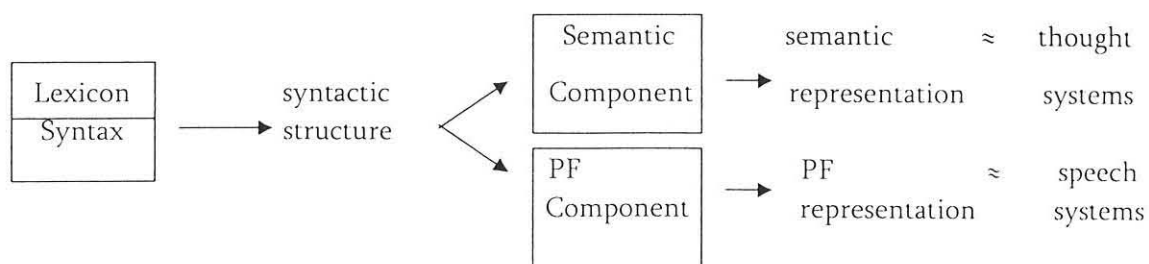 Semantic semantic ≈ thought
Lexicon syntactic Component representation systems
Syntax structure
PF PF ≈ speech
Component representation systems